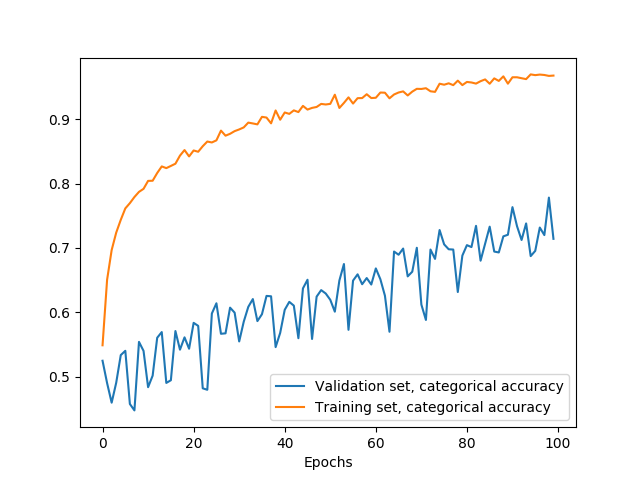 0.9
0.8
0.7
0.6
0.5
Validation set, categorical accuracy
Training set, categorical accuracy
0 20 40 60 80 100
Epochs